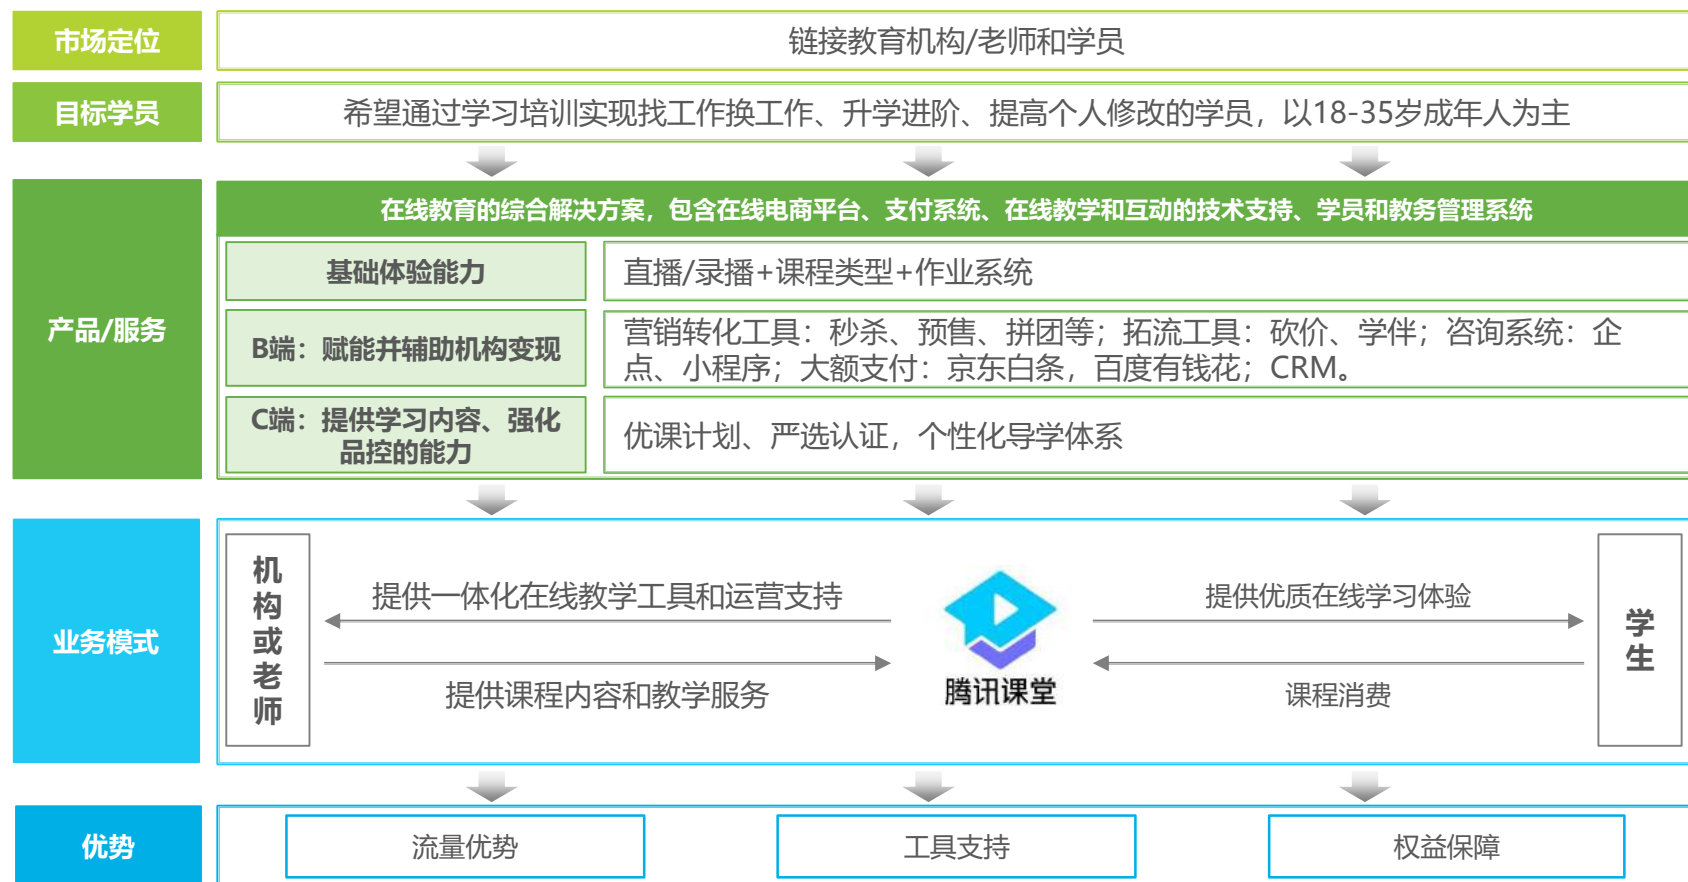 市场定位
链接教育机构/老师和学员
目标学员
希望通过学习培训实现找工作换工作、升学进阶、提高个人修改的学员，以18-35岁成年人为主
产品/服务
在线教育的综合解决方案，包含在线电商平台、支付系统、在线教学和互动的技术支持、学员和教务管理系统
基础体验能力
直播/录播+课程类型+作业系统
B端：赋能并辅助机构变现
营销转化工具：秒杀、预售、拼团等；拓流工具：砍价、学伴；咨询系统：企
点、小程序；大额支付：京东白条，百度有钱花；CRM。
C端：提供学习内容、强化
品控的能力
优课计划、严选认证，个性化导学体系
业务模式
机构或老师
提供一体化在线教学工具和运营支持
提供课程内容和教学服务
腾讯课堂
提供优质在线学习体验
课程消费
学生
优势
流量优势
工具支持
权益保障